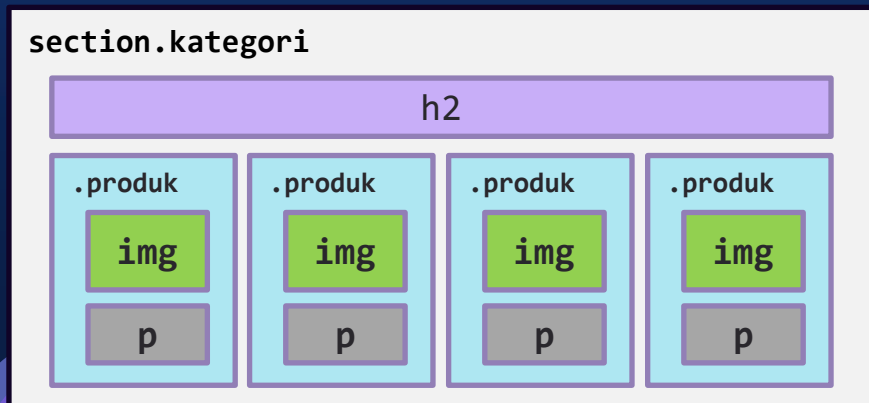 section.kategori
h2
.produk .produk .produk .produk
img img img img
p p p p